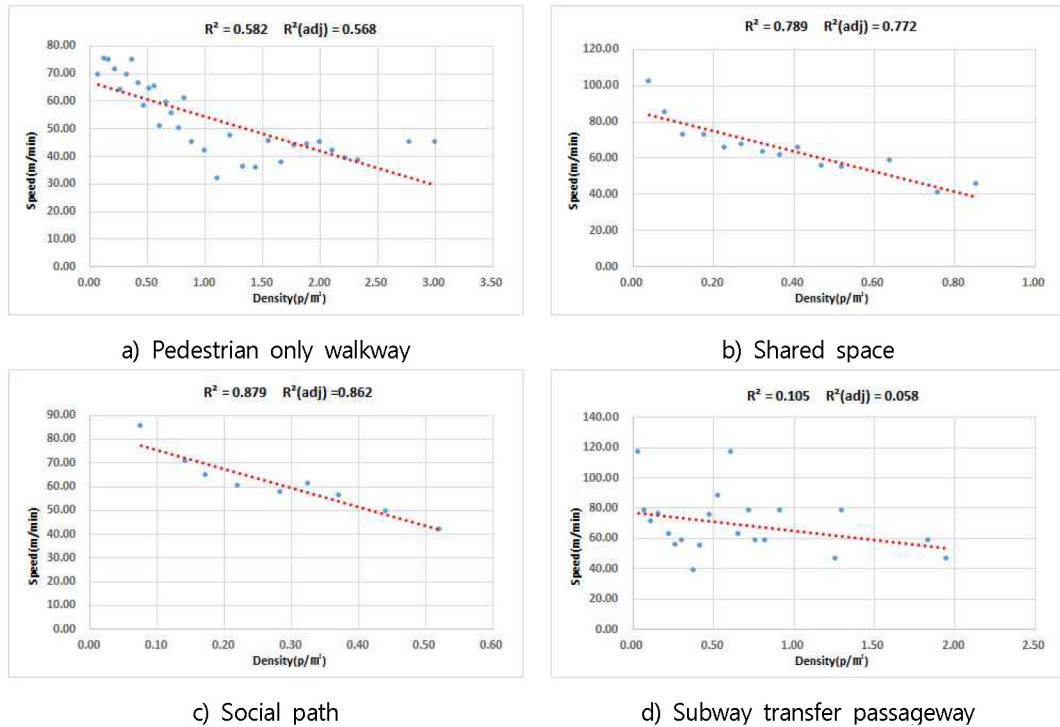 R² = 0.582 R²(adj) = 0.568
80.00
70.00
60.00
50.00
40.00
30.00
20.00
10.00
0.00
Speed(m/min)
0.00 0.50 1.00 1.50 2.00 2.50 3.00 3.50
Density(p/㎡)
a) Pedestrian only walkway
R² = 0.789 R²(adj) = 0.772
120.00
100.00
80.00
60.00
40.00
20.00
0.00
Speed(m/min)
0.00 0.20 0.40 0.60 0.80 1.00
Density(p/㎡)
b) Shared space
R² = 0.879 R²(adj) =0.862
90.00
80.00
70.00
60.00
50.00
40.00
30.00
20.00
10.00
0.00
Speed(m/min)
0.00 0.10 0.20 0.30 0.40 0.50 0.60
Density(p/㎡)
c) Social path
R² = 0.105 R²(adj) = 0.058
140.00
120.00
100.00
80.00
60.00
40.00
20.00
0.00
Speed(m/min)
0.00 0.50 1.00 1.50 2.00 2.50
Density(p/㎡)
d) Subway transfer passageway